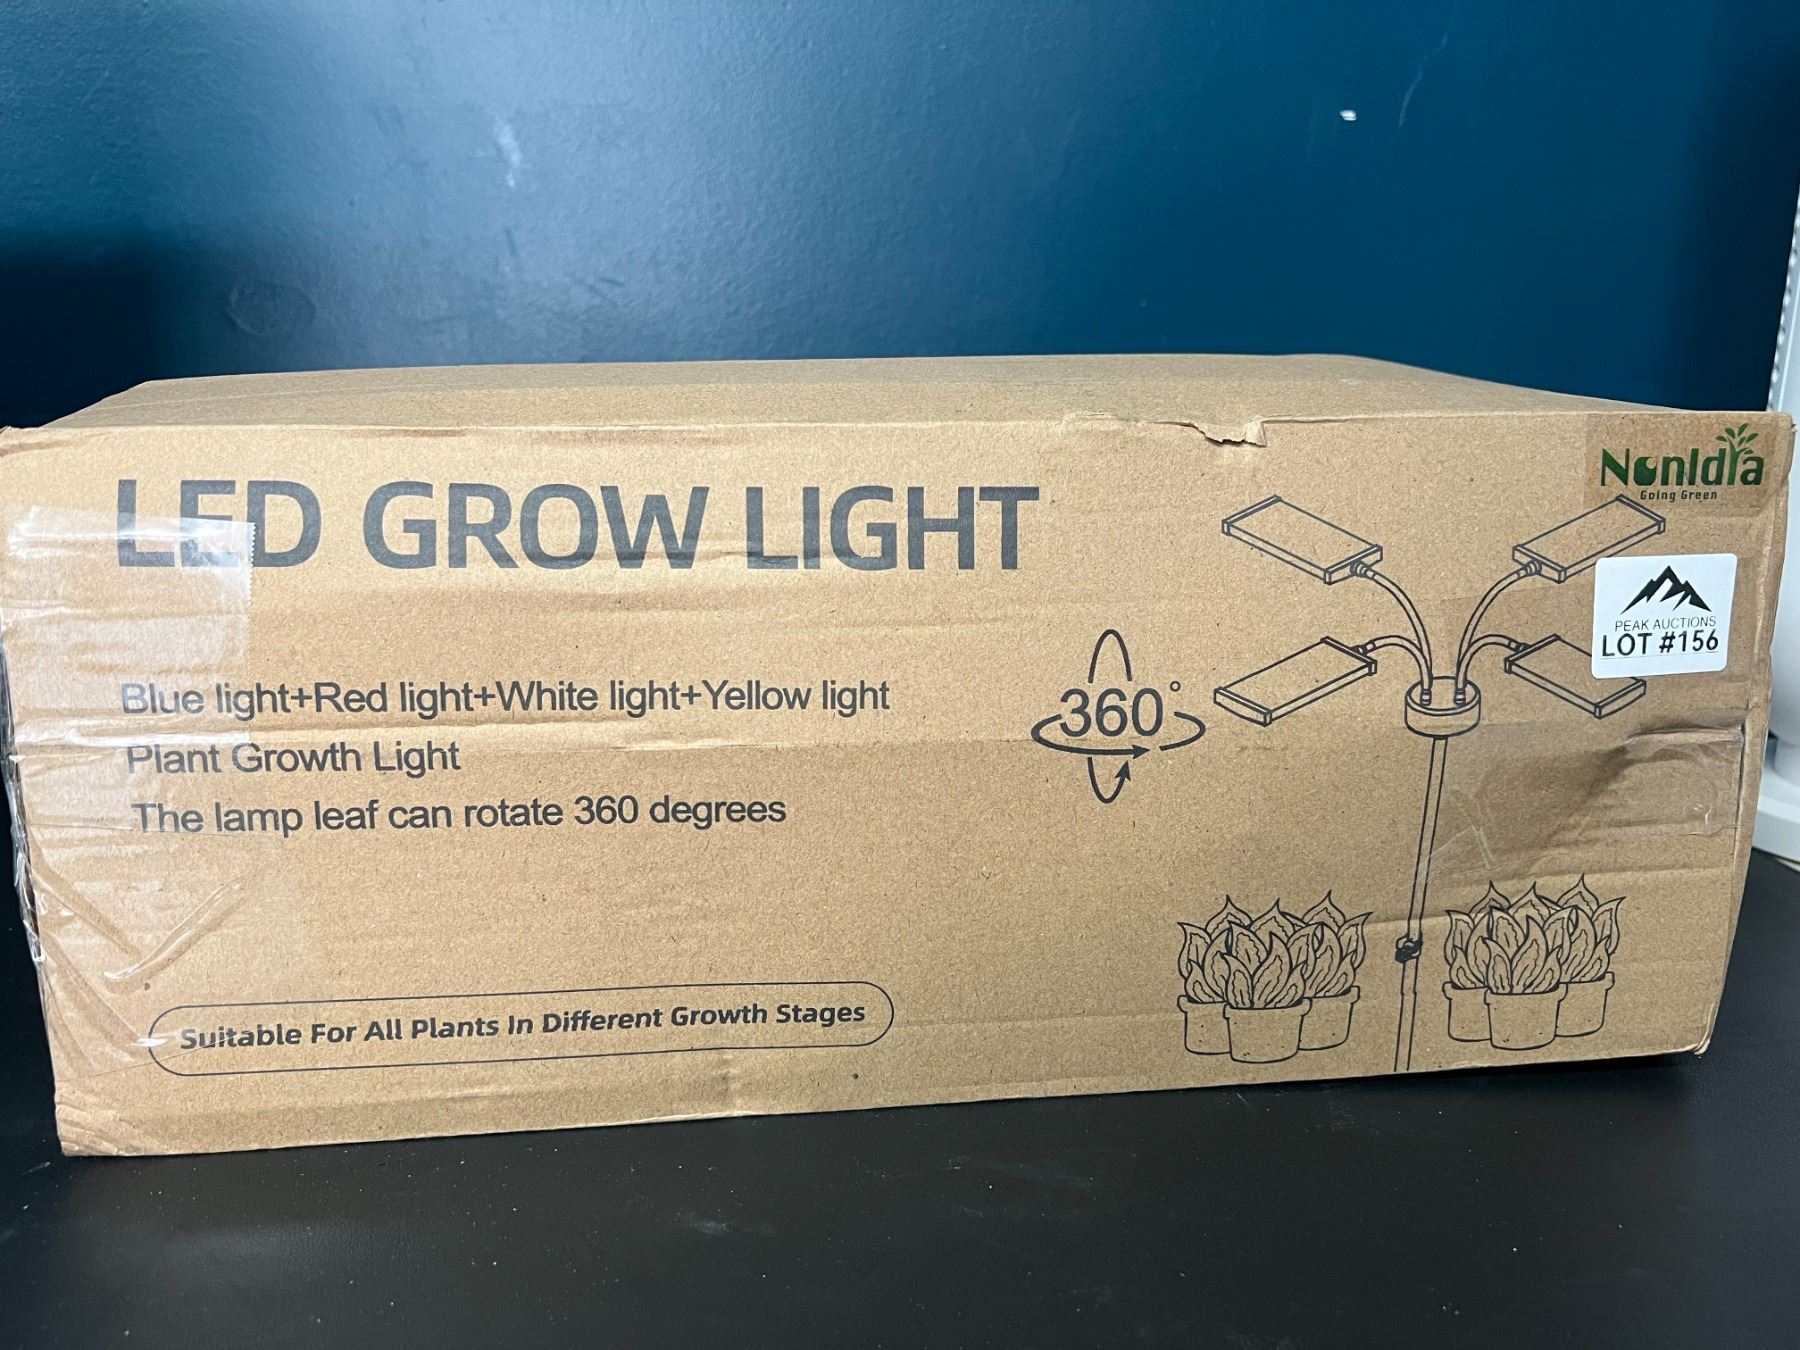 NonIdia
Going Green
LED GROW LIGHT
PEAK AUCTIONS
LOT #156
Blue light+Red light+White light+Yellow light
Plant Growth Light
The lamp leaf can rotate 360 degrees
360°
Suitable For All Plants In Different Growth Stages